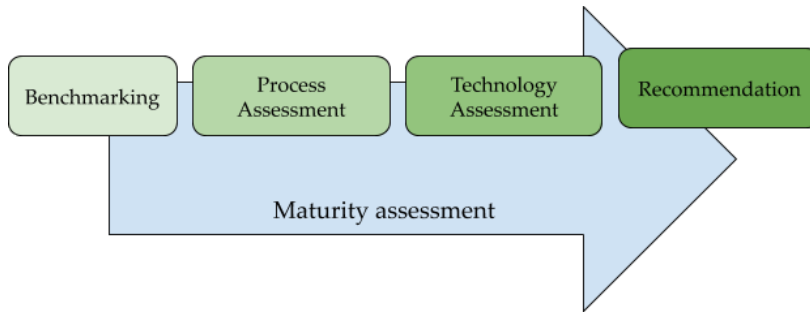 Benchmarking
Process
Assessment
Technology
Assessment
Recommendation
Maturity assessment